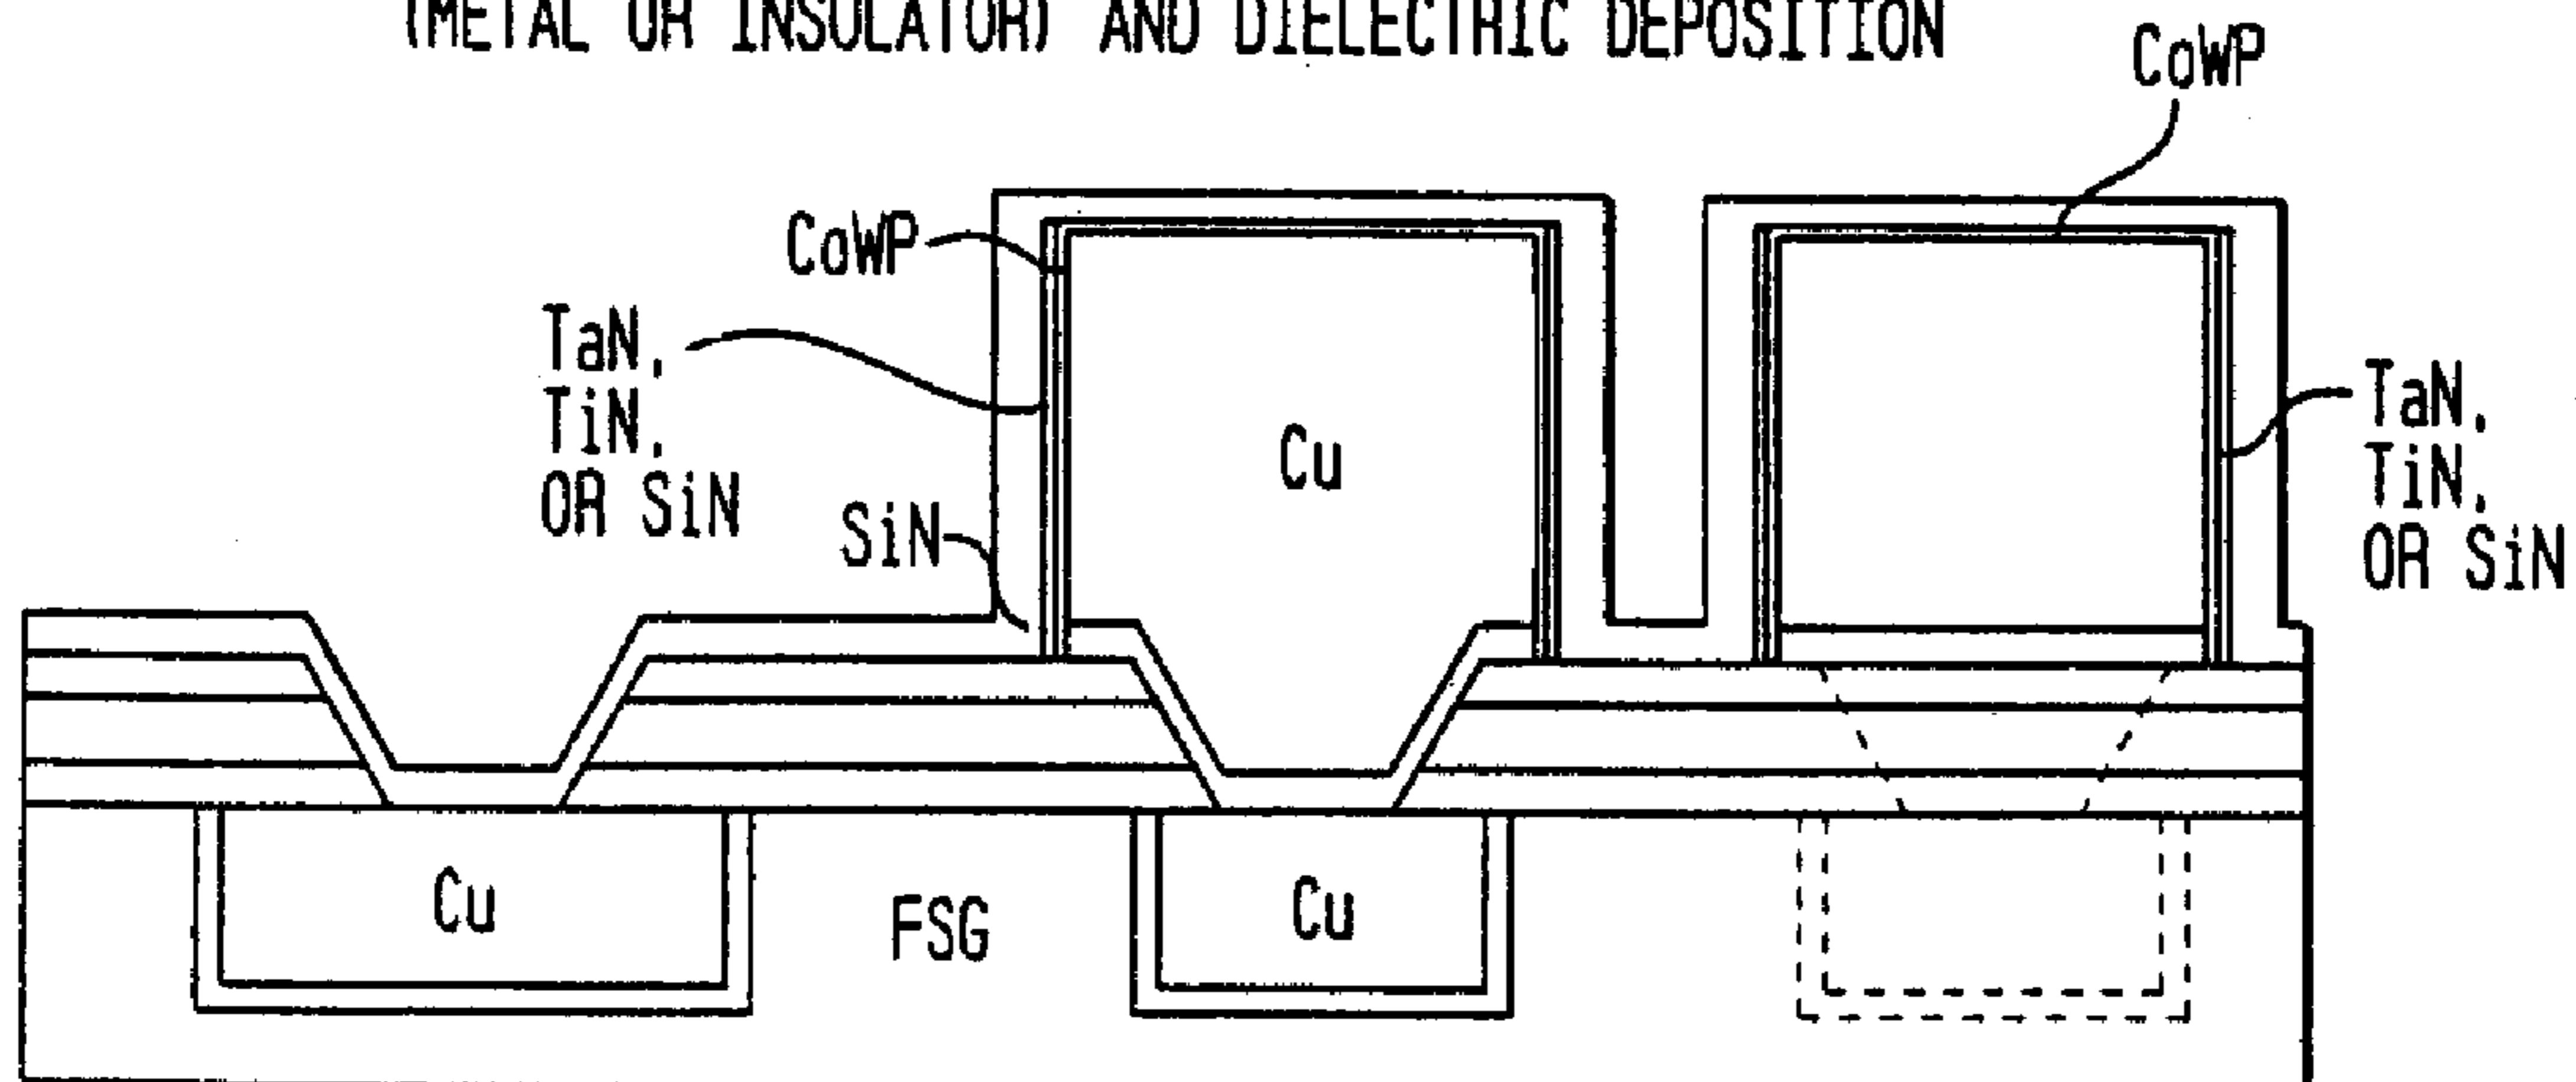 (METAL OR INSULATOR) AND DIELECTRIC DEPOSITION
CoWP
CoWP
TaN,
TiN,
OR SiN
SiN
Cu
TaN,
TiN,
OR SiN
Cu
FSG
Cu